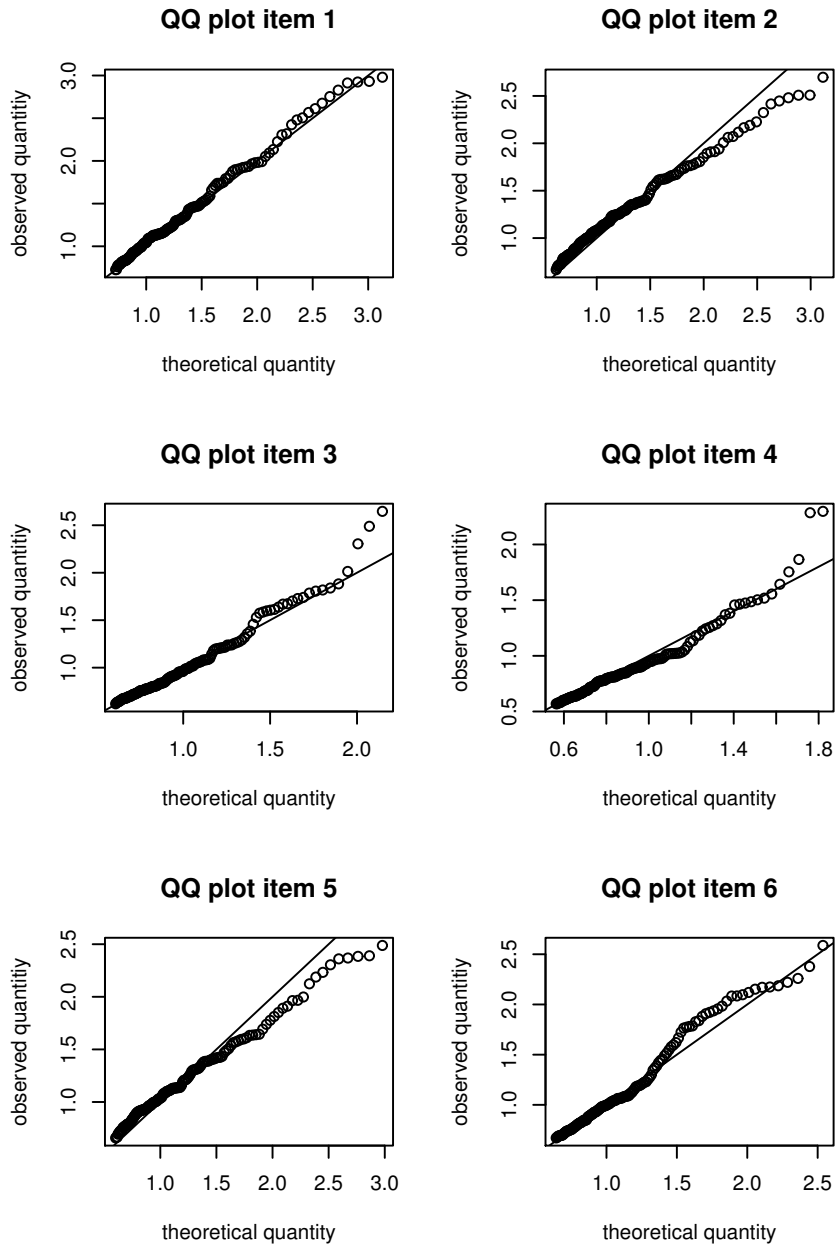 QQ plot item 1
observed quantitiy
1.0 2.0 3.0
1.0 1.5 2.0 2.5 3.0
theoretical quantity
QQ plot item 2
observed quantitiy
1.0 1.5 2.0 2.5
1.0 1.5 2.0 2.5 3.0
theoretical quantity
QQ plot item 3
observed quantitiy
1.0 1.5 2.0 2.5
1.0 1.5 2.0
theoretical quantity
QQ plot item 4
observed quantitiy
0.5 1.0 1.5 2.0
0.6 1.0 1.4 1.8
theoretical quantity
QQ plot item 5
observed quantitiy
1.0 1.5 2.0 2.5
1.0 1.5 2.0 2.5 3.0
theoretical quantity
QQ plot item 6
observed quantitiy
1.0 1.5 2.0 2.5
1.0 1.5 2.0 2.5
theoretical quantity